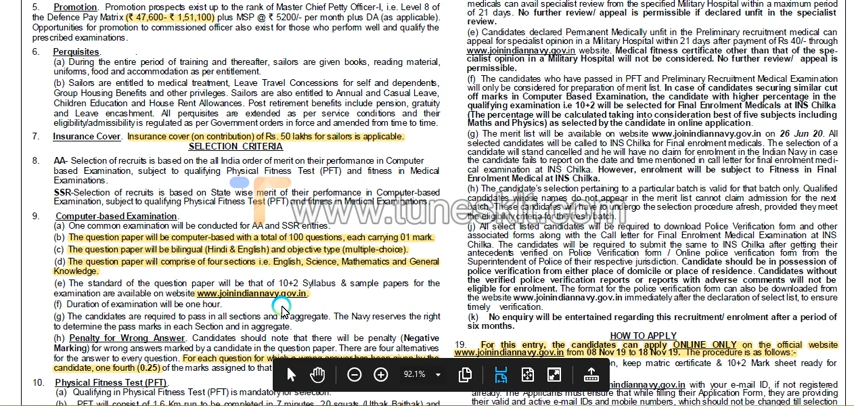 5. Promotion. Promotion prospects exist up to the rank of Master Chief Petty Officer-I, i.e. Level 8 of
the Defence Pay Matrix (₹ 47,600- ₹ 1,51,100) plus MSP @ ₹ 5200/- per month plus DA (as applicable).
Opportunities for promotion to commissioned officer also exist for those who perform well and qualify the
prescribed examinations.
6. Perquisites.
(a) During the entire period of training and thereafter, sailors are given books, reading material,
uniforms, food and accommodation as per entitlement.
(b) Sailors are entitled to medical treatment, Leave Travel Concessions for self and dependents,
Group Housing Benefits and other privileges. Sailors are also entitled to Annual and Casual Leave,
Children Education and House Rent Allowances. Post retirement benefits include pension, gratuity
and Leave encashment. All perquisites are extended as per service conditions and their
eligibility/admissibility is regulated as per Government orders in force and amended from time to time.
7. Insurance Cover. Insurance cover (on contribution) of Rs. 50 lakhs for sailors is applicable.
SELECTION CRITERIA
8. AA- Selection of recruits is based on the all India order of merit on their performance in Computer
based Examination, subject to qualifying Physical Fitness Test (PFT) and fitness in Medical
Examinations.
SSR-Selection of recruits is based on State wise merit of their performance in Computer-based
Examination, subject to qualifying Physical Fitness Test (PFT) and fitness in Medical Examinations.
9. Computer-based Examination.
(a) One common examination will be conducted for AA and SSR entries.
(b) The question paper will be computer-based with a total of 100 questions, each carrying 01 mark.
(c) The question paper will be bilingual (Hindi & English) and objective type (multiple-choice).
(d) The question paper will comprise of four sections i.e. English, Science, Mathematics and General
Knowledge.
(e) The standard of the question paper will be that of 10+2 Syllabus & sample papers for the
examination are available on website www.joinindiannavy.gov.in.
(f) Duration of examination will be one hour.
(g) The candidates are required to pass in all sections and in aggregate. The Navy reserves the right
to determine the pass marks in each Section and in aggregate.
(h) Penalty for Wrong Answer. Candidates should note that there will be penalty (Negative
Marking) for wrong answers marked by a candidate in the question paper. There are four alternatives
for the answer to every question. For each question for which a wrong answer has been given by the
candidate, one fourth (0.25) of the marks assigned to that
10. Physical Fitness Test (PFT).
(a) Qualifying in Physical Fitness Test (PFT) is mandatory for selection.
(b) PFT will consist of 1.6 Km run to be completed in 7 minutes, 20 squats (Uthak Baithak) and
medicals can avail specialist review from the specified Military Hospital within a maximum period
of 21 days. No further review/ appeal is permissible if declared unfit in the specialist
review.
(e) Candidates declared Permanently Medically Unfit in the Preliminary recruitment medical can
appeal for specialist opinion in a Military Hospital within 21 days after payment of Rs 40/- through
www.joinindiannavy.gov.in website. Medical fitness certificate other than that of the spe-
cialist opinion in a Military Hospital will not be considered. No further review/ appeal is
permissible.
(f) The candidates who have passed in PFT and Preliminary Recruitment Medical Examination
will only be considered for preparation of merit list. In case of candidates securing similar cut
off marks in Computer Based Examination, the candidate with higher percentage in the
qualifying examination i.e 10+2 will be selected for Final Enrolment Medicals at INS Chilka
(The percentage will be calculated taking into consideration best of five subjects including
Maths and Physics) as selected by the candidate in online application.
(g) The merit list will be available on website www.joinindiannavy.gov.in on 26 Jun 20. All
selected candidates will be called to INS Chilka for Final enrolment medicals. The selection of a
candidate will stand cancelled and will have no claim for enrolment in the Indian Navy in case
the candidate fails to report on the date and time mentioned in call letter for final enrolment medi-
cal examination at INS Chilka. However, enrolment will be subject to Fitness in Final
Enrolment Medical at INS Chilka.
(h) The candidate's selection pertaining to a particular batch is valid for that batch only. Qualified
candidates whose names do not appear in the merit list cannot claim admission for the next
batch. These candidates have to undergo the selection procedure afresh, provided they meet
the eligibility criteria for the fresh batch.
(j) All select listed candidates will be required to download Police Verification form and other
associated forms along with the Call letter for Final Enrolment Medical Examination at INS
Chilka. The candidates will be required to submit the same to INS Chilka after getting their
antecedents verified on Police Verification form / Online police verification form from the
Superintendent of Police of their respective jurisdiction. Candidate should be in possession of
police verification from either place of domicile or place of residence. Candidates without
the verified police verification reports or reports with adverse comments will not be
eligible for enrolment. The format for the police verification form can also be downloaded from
the website www.joinindiannavy.gov.in immediately after the declaration of select list, to ensure
timely verification.
(k) No enquiry will be entertained regarding this recruitment/ enrolment after a period of
six months.
HOW TO APPLY
19. For this entry, the candidates can apply ONLINE ONLY on the official website
www.joinindiannavy.gov.in from 08 Nov 19 to 18 Nov 19. The procedure is as follows:-
keep matric certificate & 10+2 Mark sheet ready for
with your e-mail ID, if not registered
already. The Applicants must ensure that while filling their Application Form, they are providing
their valid and active e-mail IDs and mobile numbers, which should not be changed till selection
www.tuneskill.com
92.1%